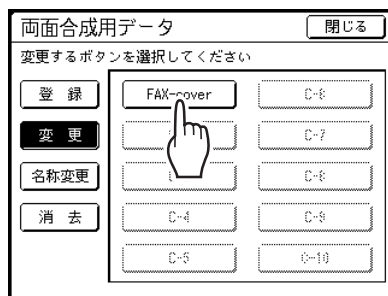 両面合成用データ 閉じる
変更するボタンを選択してください
登 録 FAX-cover C-6
変 更 C-7
名称変更 C-8
消 去 C-4 C-9
C-5 C-10